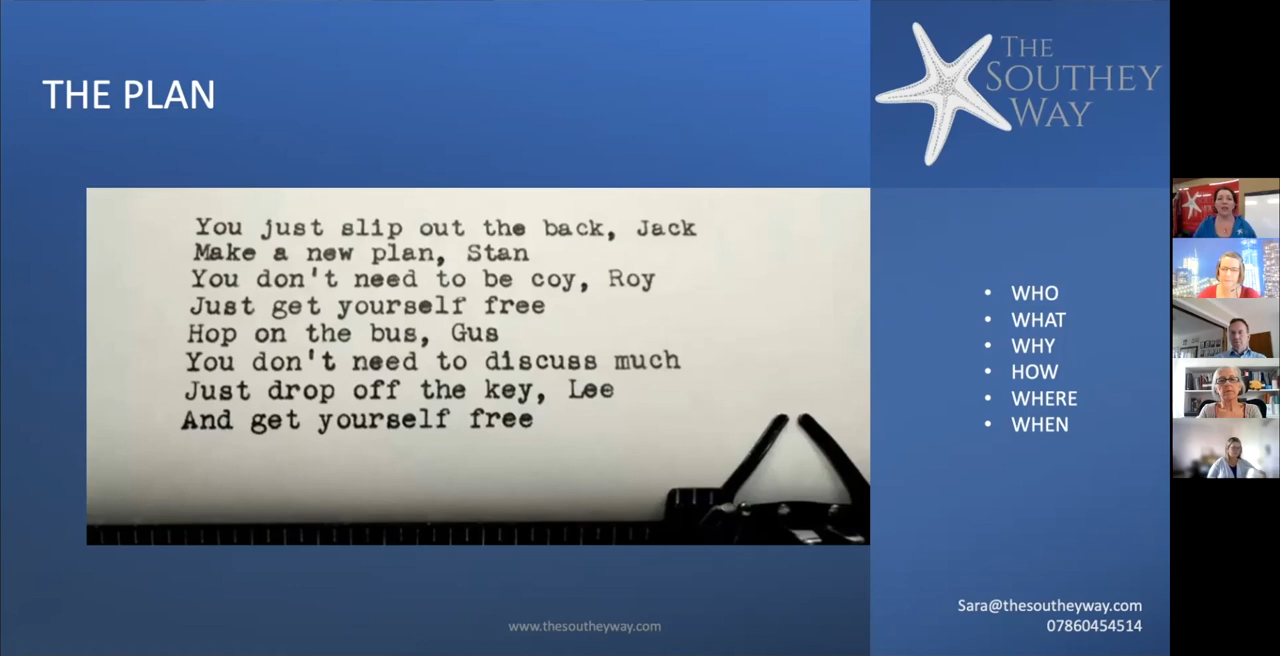 THE PLAN
THE
SOUTHEY
WAY
You just slip out the back, Jack
Make a new plan, Stan
You don't need to be coy, Roy
Just get yourself free
Hop on the bus, Gus
You don't need to discuss much
Just drop off the key, Lee
And get yourself free
• WHO
• WHAT
• WHY
• HOW
• WHERE
• WHEN
Sara@thesoutheyway.com
07860454514
www.thesoutheyway.com